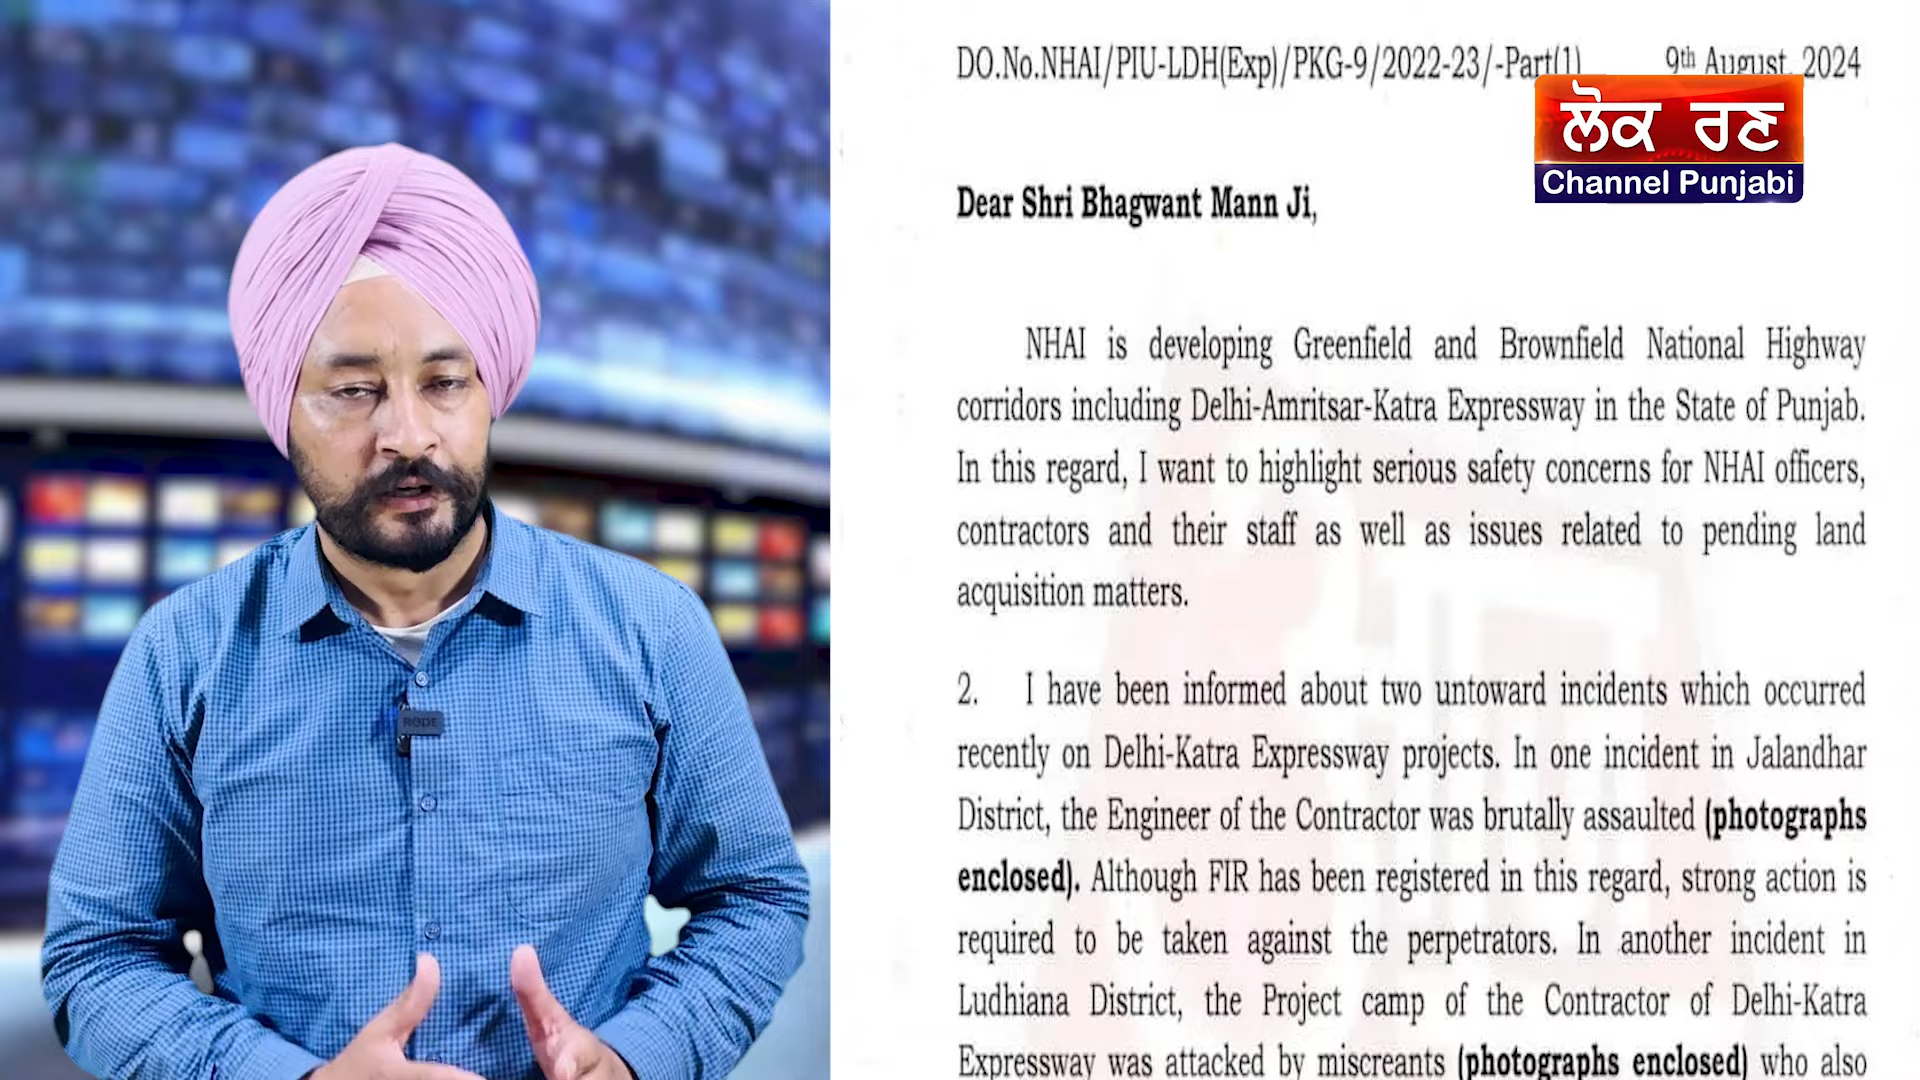 DO.No.NHAI/PIU-LDH(Exp)/PKG-9/2022-23/-Part(1) 9th August, 2024
ਲੋਕ ਰਣ
Channel Punjabi
Dear Shri Bhagwant Mann Ji,
NHAI is developing Greenfield and Brownfield National Highway
corridors including Delhi-Amritsar-Katra Expressway in the State of Punjab.
In this regard, I want to highlight serious safety concerns for NHAI officers,
contractors and their staff as well as issues related to pending land
acquisition matters.
2. I have been informed about two untoward incidents which occurred
recently on Delhi-Katra Expressway projects. In one incident in Jalandhar
District, the Engineer of the Contractor was brutally assaulted (photographs
enclosed). Although FIR has been registered in this regard, strong action is
required to be taken against the perpetrators. In another incident in
Ludhiana District, the Project camp of the Contractor of Delhi-Katra
Expressway was attacked by miscreants (photographs enclosed) who also
RODE